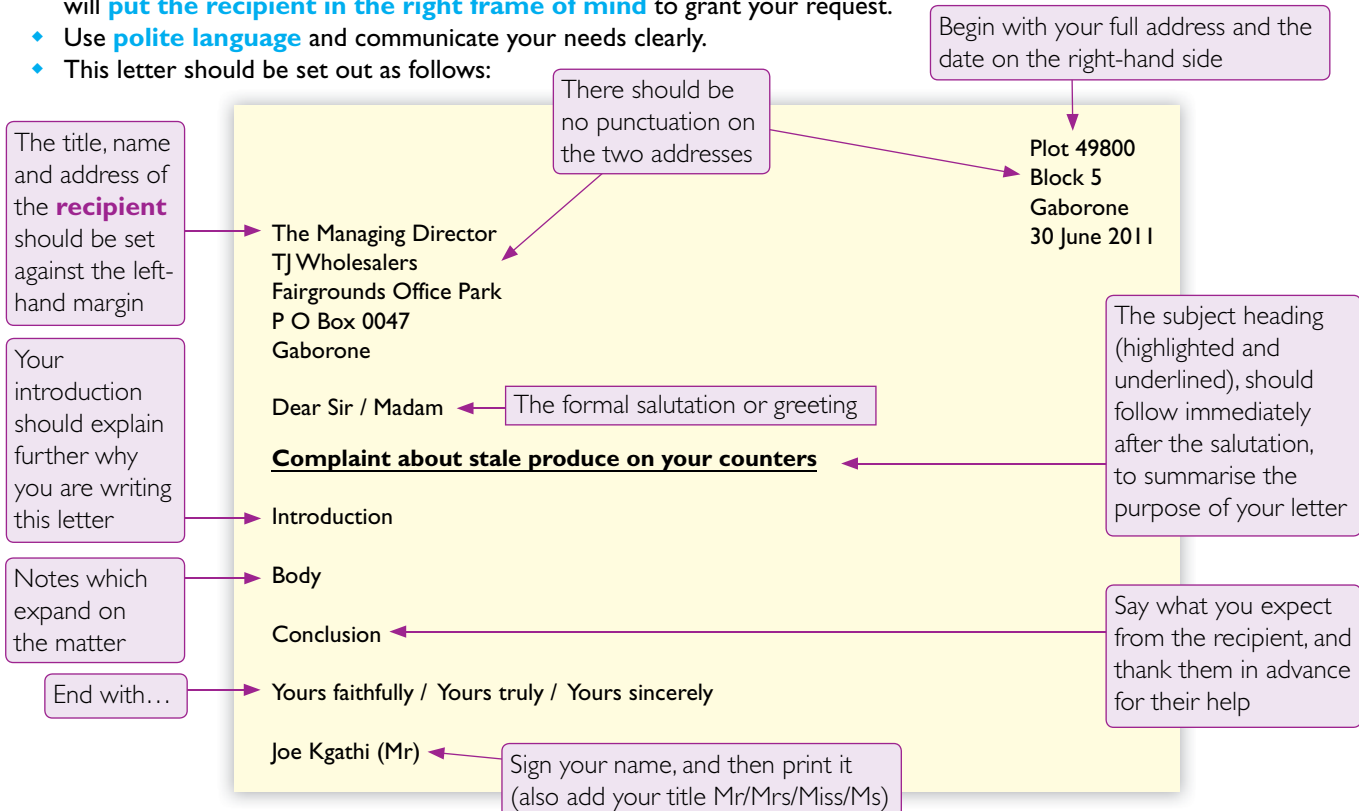 will put the recipient in the right frame of mind to grant your request.
Use polite language and communicate your needs clearly.
This letter should be set out as follows:
Begin with your full address and the
date on the right-hand side
There should be
no punctuation on
the two addresses
Plot 49800
Block 5
Gaborone
30 June 2011
The title, name
and address of
the recipient
should be set
against the left-
hand margin
The Managing Director
TJ Wholesalers
Fairgrounds Office Park
P O Box 0047
Gaborone
Dear Sir / Madam
The formal salutation or greeting
Complaint about stale produce on your counters
The subject heading
(highlighted and
underlined), should
follow immediately
after the salutation,
to summarise the
purpose of your letter
Your
introduction
should explain
further why
you are writing
this letter
Introduction
Notes which
expand on
the matter
Body
Conclusion
Say what you expect
from the recipient, and
thank them in advance
for their help
End with…
Yours faithfully / Yours truly / Yours sincerely
Joe Kgathi (Mr)
Sign your name, and then print it
(also add your title Mr/Mrs/Miss/Ms)